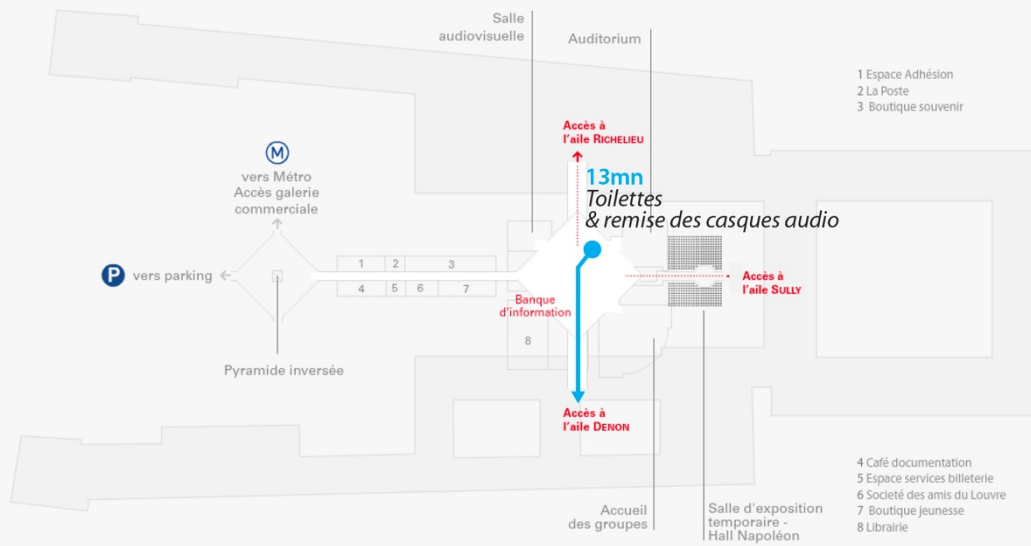 Salle
audiovisuelle
Auditorium
1 Espace Adhésion
2 La Poste
3 Boutique souvenir
Accès à
l'aile RICHELIEU
M
vers Métro
Accès galerie
commerciale
13mn
Toilettes
& remise des casques audio
P vers parking
1 2 3
4 5 6 7
Accès à
l'aile SULLY
Banque
d'information
8
Pyramide inversée
Accès à
l'aile DENON
Accueil
des groupes
Salle d'exposition
temporaire -
Hall Napoléon
4 Café documentation
5 Espace services billeterie
6 Societé des amis du Louvre
7 Boutique jeunesse
8 Librairie